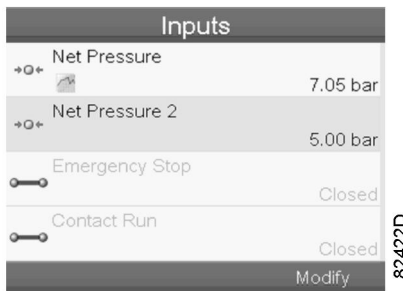 Inputs
Net Pressure
7.05 bar
Net Pressure 2
5.00 bar
Emergency Stop
Closed
Contact Run
Closed
Modify
82422D